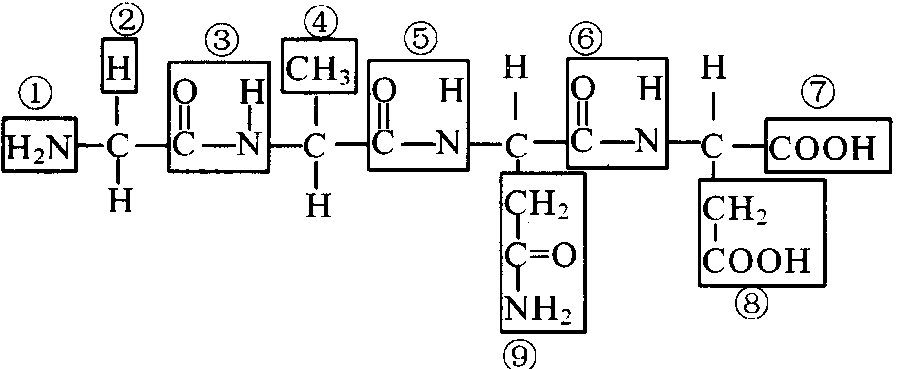 ② ③ ④ ⑤ ⑥
H CH₃ H H
O H O H O H ⑦
①
H₂N C C N C C N C C N C COOH
H H CH₂ CH₂
C=O COOH
NH₂ ⑧
⑨